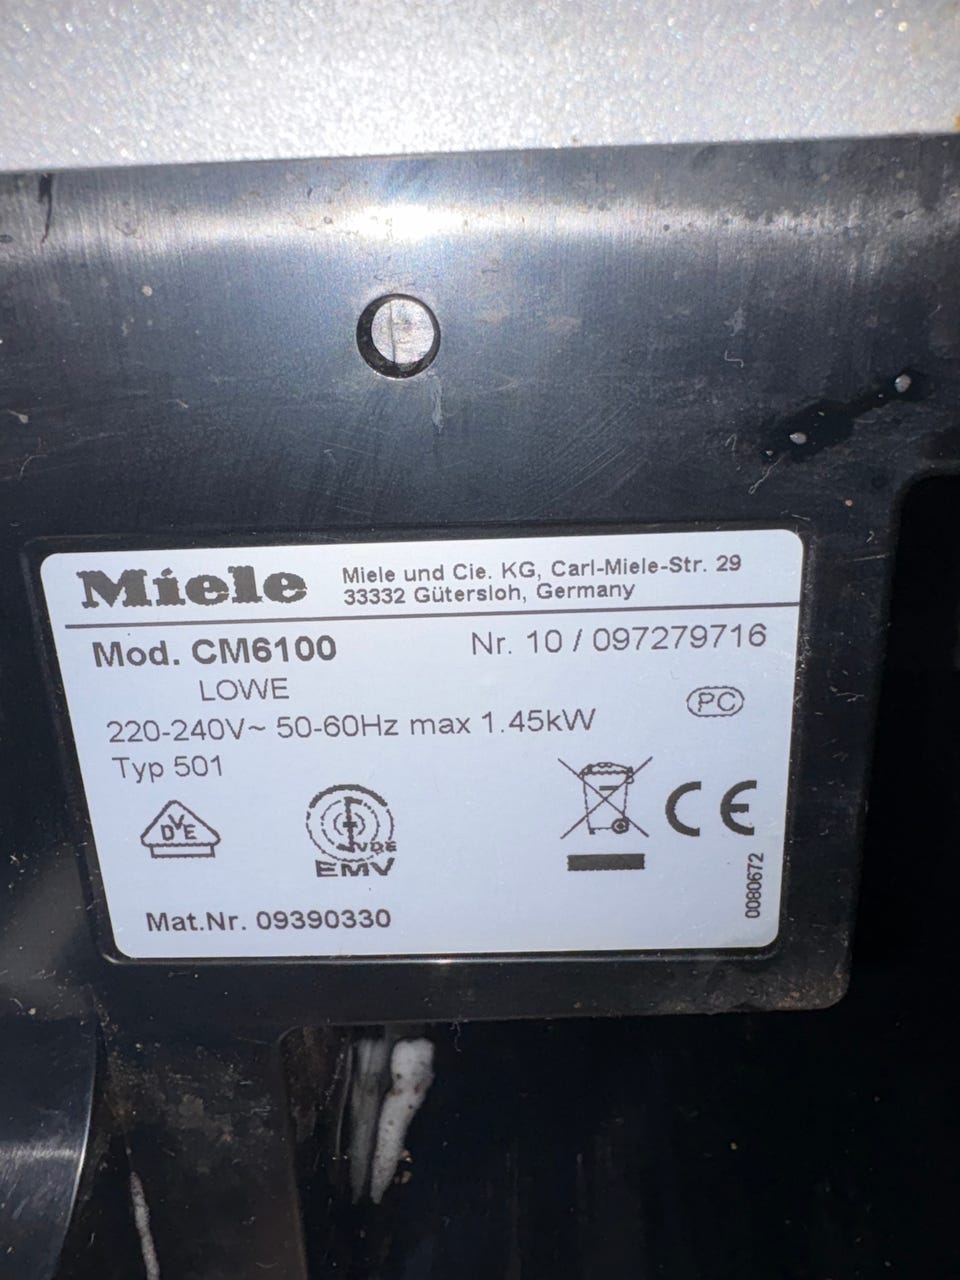 Miele
Miele und Cie. KG, Carl-Miele-Str. 29
33332 Gütersloh, Germany
Mod. CM6100
Nr. 10 / 097279716
LOWE
220-240V~ 50-60Hz max 1.45kW
PC
Typ 501
DVE
VDE
EMV
CE
0080672
Mat.Nr. 09390330